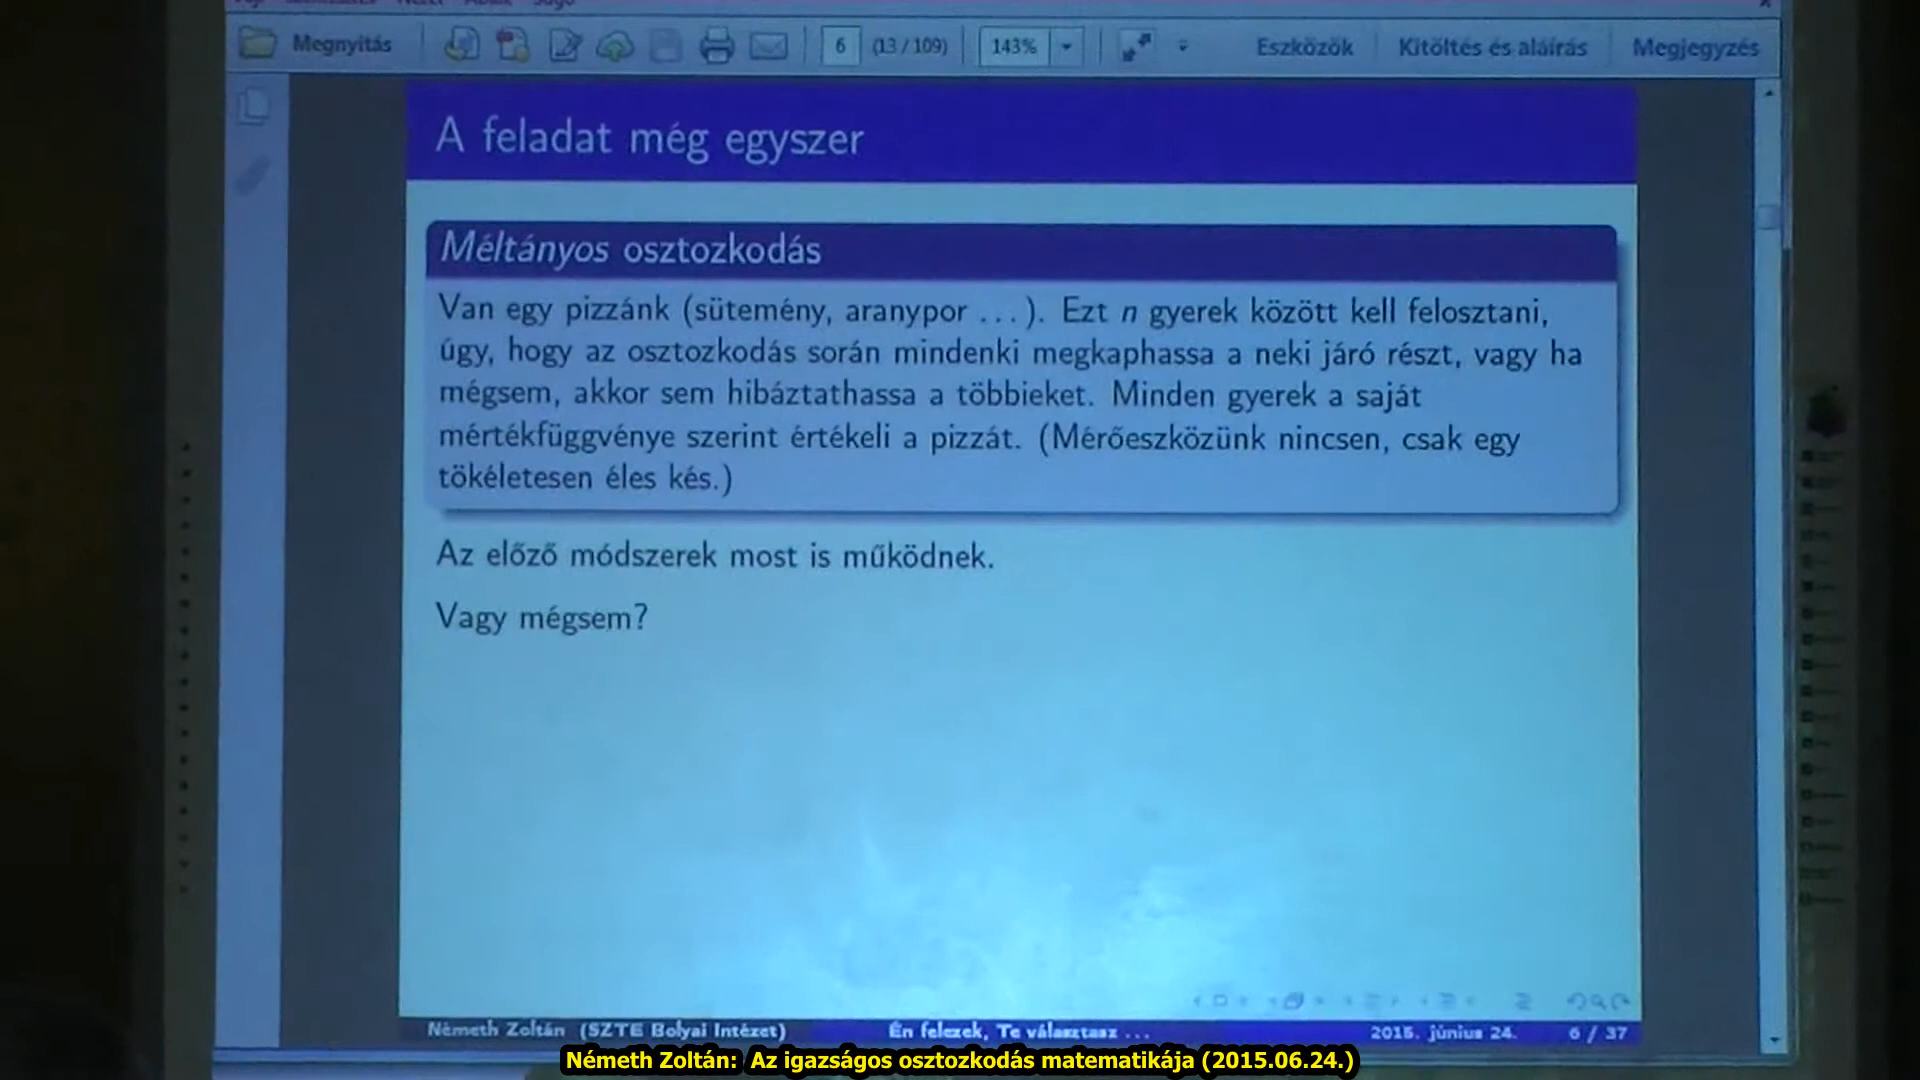 Megnyitás
6 (13 / 109) 143%
Eszközök Kitöltés és aláírás Megjegyzés
A feladat még egyszer
Méltányos osztozkodás
Van egy pizzánk (sütemény, aranypor ...). Ezt n gyerek között kell felosztani,
úgy, hogy az osztozkodás során mindenki megkaphassa a neki járó részt, vagy ha
mégsem, akkor sem hibáztathassa a többieket. Minden gyerek a saját
mértékfüggvénye szerint értékeli a pizzát. (Mérőeszközünk nincsen, csak egy
tökéletesen éles kés.)
Az előző módszerek most is működnek.
Vagy mégsem?
Németh Zoltán (SZTE Bolyai Intézet) Én felezek, Te választasz ... 2015. június 24. 6 / 37
Németh Zoltán: Az igazságos osztozkodás matematikája (2015.06.24.)